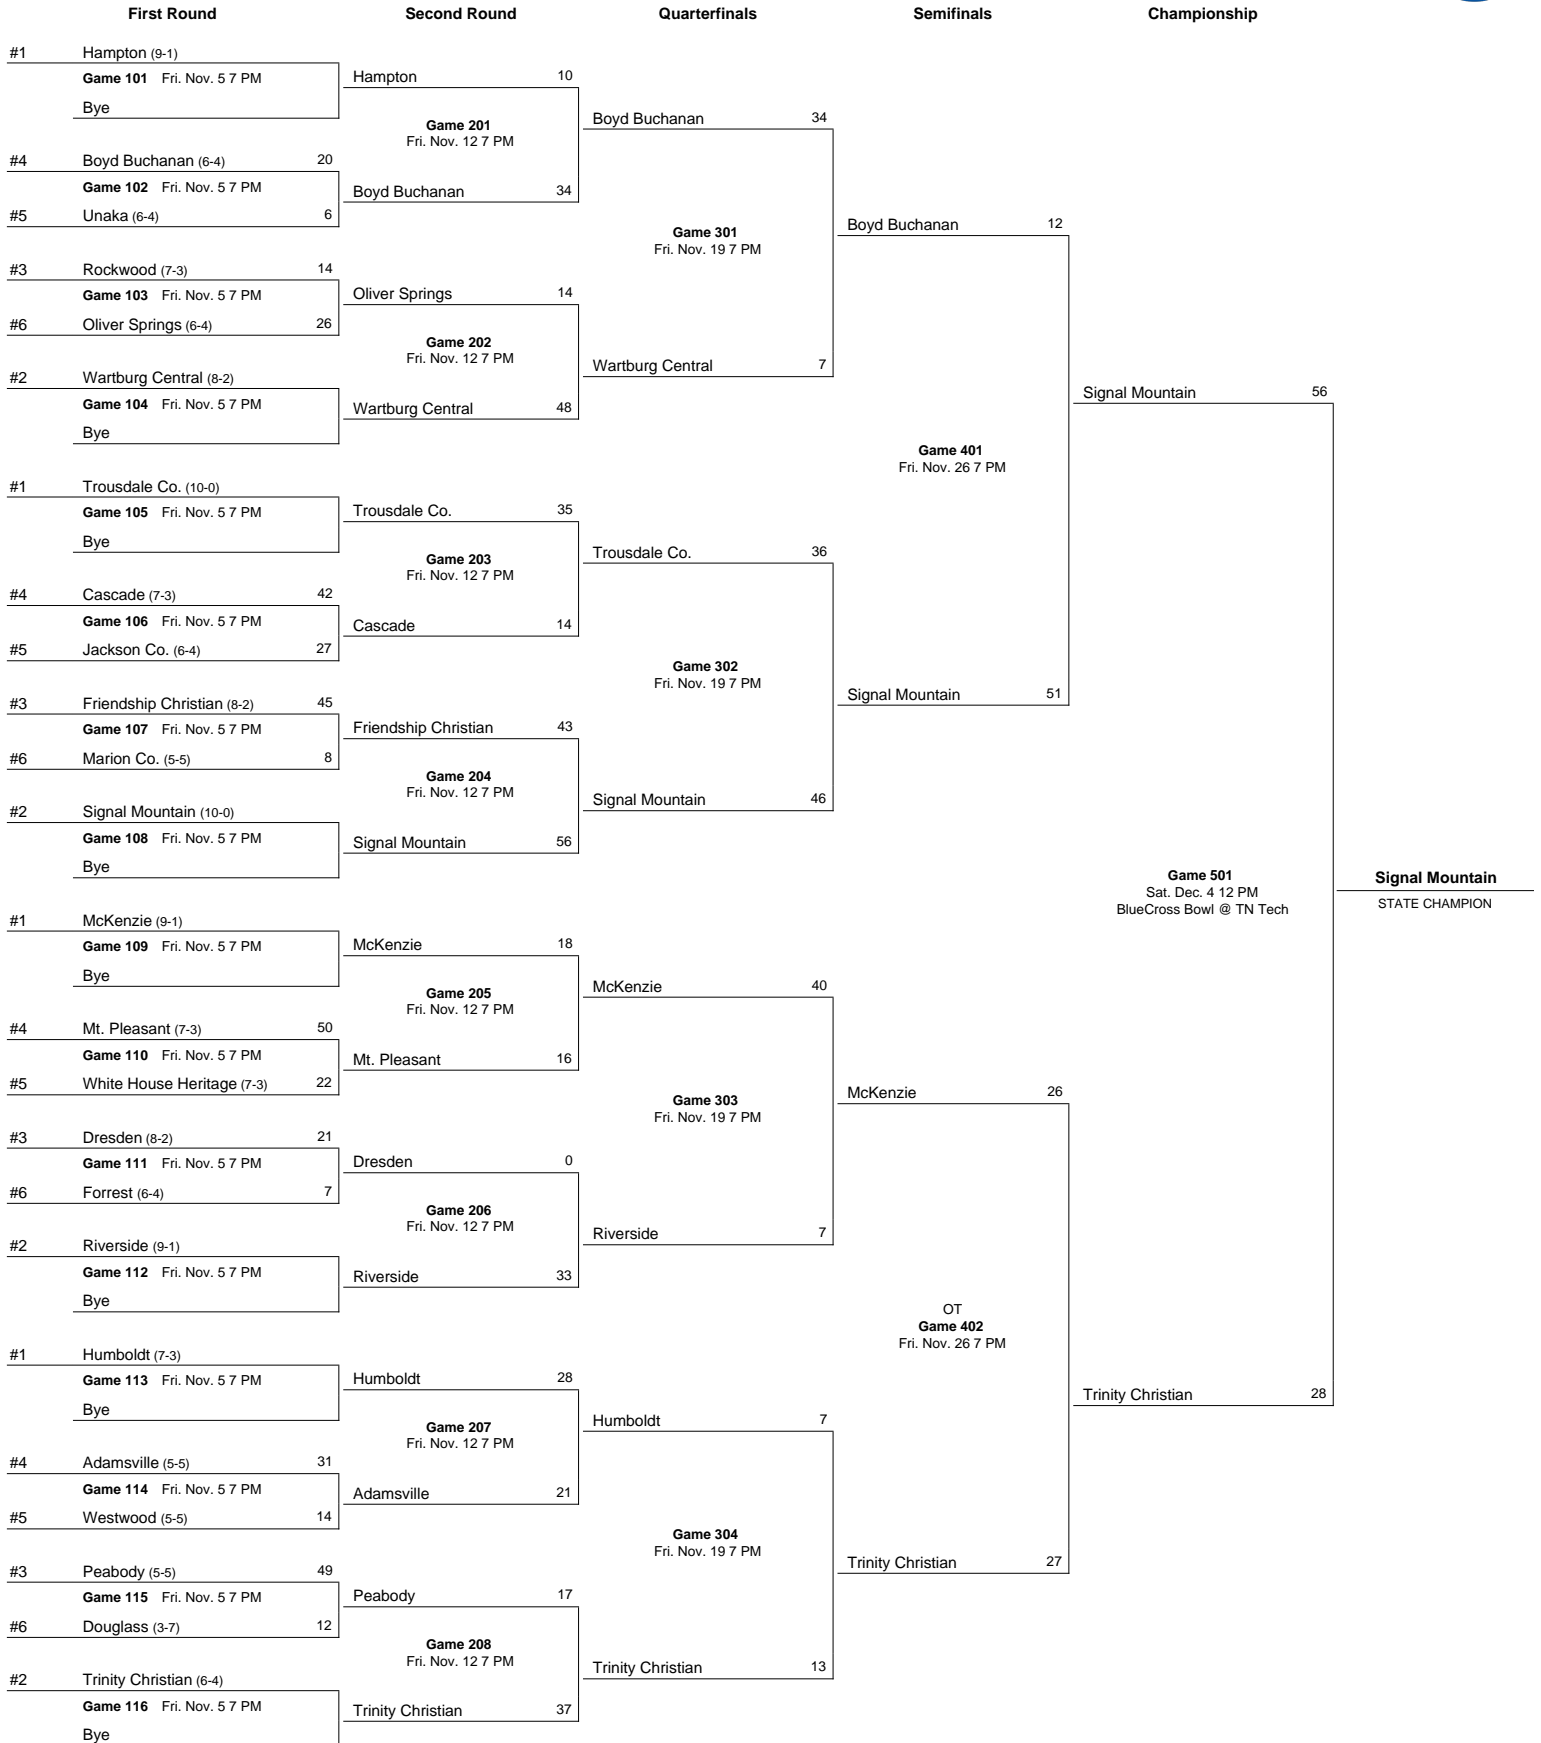 First Round Second Round Quarterfinals Semifinals Championship
#1 Hampton (9-1)
Game 101 Fri. Nov. 5 7 PM
Bye
#4 Boyd Buchanan (6-4) 20
Game 102 Fri. Nov. 5 7 PM
#5 Unaka (6-4) 6
#3 Rockwood (7-3) 14
Game 103 Fri. Nov. 5 7 PM
#6 Oliver Springs (6-4) 26
#2 Wartburg Central (8-2)
Game 104 Fri. Nov. 5 7 PM
Bye
#1 Trousdale Co. (10-0)
Game 105 Fri. Nov. 5 7 PM
Bye
#4 Cascade (7-3) 42
Game 106 Fri. Nov. 5 7 PM
#5 Jackson Co. (6-4) 27
#3 Friendship Christian (8-2) 45
Game 107 Fri. Nov. 5 7 PM
#6 Marion Co. (5-5) 8
#2 Signal Mountain (10-0)
Game 108 Fri. Nov. 5 7 PM
Bye
#1 McKenzie (9-1)
Game 109 Fri. Nov. 5 7 PM
Bye
#4 Mt. Pleasant (7-3) 50
Game 110 Fri. Nov. 5 7 PM
#5 White House Heritage (7-3) 22
#3 Dresden (8-2) 21
Game 111 Fri. Nov. 5 7 PM
#6 Forrest (6-4) 7
#2 Riverside (9-1)
Game 112 Fri. Nov. 5 7 PM
Bye
#1 Humboldt (7-3)
Game 113 Fri. Nov. 5 7 PM
Bye
#4 Adamsville (5-5) 31
Game 114 Fri. Nov. 5 7 PM
#5 Westwood (5-5) 14
#3 Peabody (5-5) 49
Game 115 Fri. Nov. 5 7 PM
#6 Douglass (3-7) 12
#2 Trinity Christian (6-4)
Game 116 Fri. Nov. 5 7 PM
Bye
Hampton 10
Game 201
Fri. Nov. 12 7 PM
Boyd Buchanan 34
Oliver Springs 14
Game 202
Fri. Nov. 12 7 PM
Wartburg Central 48
Trousdale Co. 35
Game 203
Fri. Nov. 12 7 PM
Cascade 14
Friendship Christian 43
Game 204
Fri. Nov. 12 7 PM
Signal Mountain 56
McKenzie 18
Game 205
Fri. Nov. 12 7 PM
Mt. Pleasant 16
Dresden 0
Game 206
Fri. Nov. 12 7 PM
Riverside 33
Humboldt 28
Game 207
Fri. Nov. 12 7 PM
Adamsville 21
Peabody 17
Game 208
Fri. Nov. 12 7 PM
Trinity Christian 37
Boyd Buchanan 34
Game 301
Fri. Nov. 19 7 PM
Wartburg Central 7
Trousdale Co. 36
Game 302
Fri. Nov. 19 7 PM
Signal Mountain 46
McKenzie 40
Game 303
Fri. Nov. 19 7 PM
Riverside 7
Humboldt 7
Game 304
Fri. Nov. 19 7 PM
Trinity Christian 13
Boyd Buchanan 12
Game 401
Fri. Nov. 26 7 PM
Signal Mountain 51
McKenzie 26
OT
Game 402
Fri. Nov. 26 7 PM
Trinity Christian 27
Signal Mountain 56
Game 501
Sat. Dec. 4 12 PM
BlueCross Bowl @ TN Tech
Trinity Christian 28
Signal Mountain
STATE CHAMPION